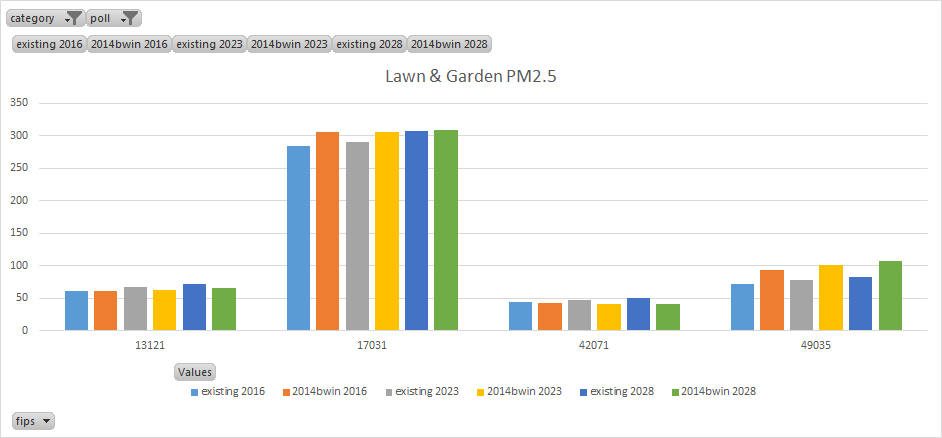 category poll
existing 2016 2014bwin 2016 existing 2023 2014bwin 2023 existing 2028 2014bwin 2028
Lawn & Garden PM2.5
350
300
250
200
150
100
50
0
13121 17031 42071 49035
Values
existing 2016 2014bwin 2016 existing 2023 2014bwin 2023 existing 2028 2014bwin 2028
fips